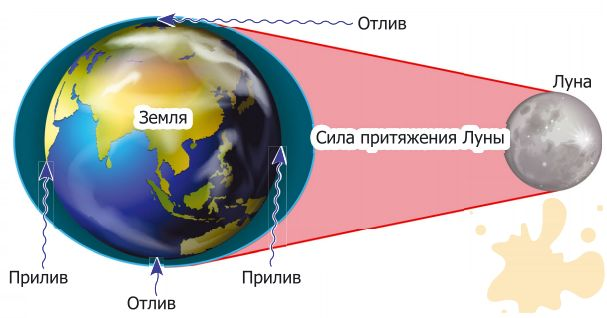 Отлив
Луна
Земля
Сила притяжения Луны
Прилив
Прилив
Отлив